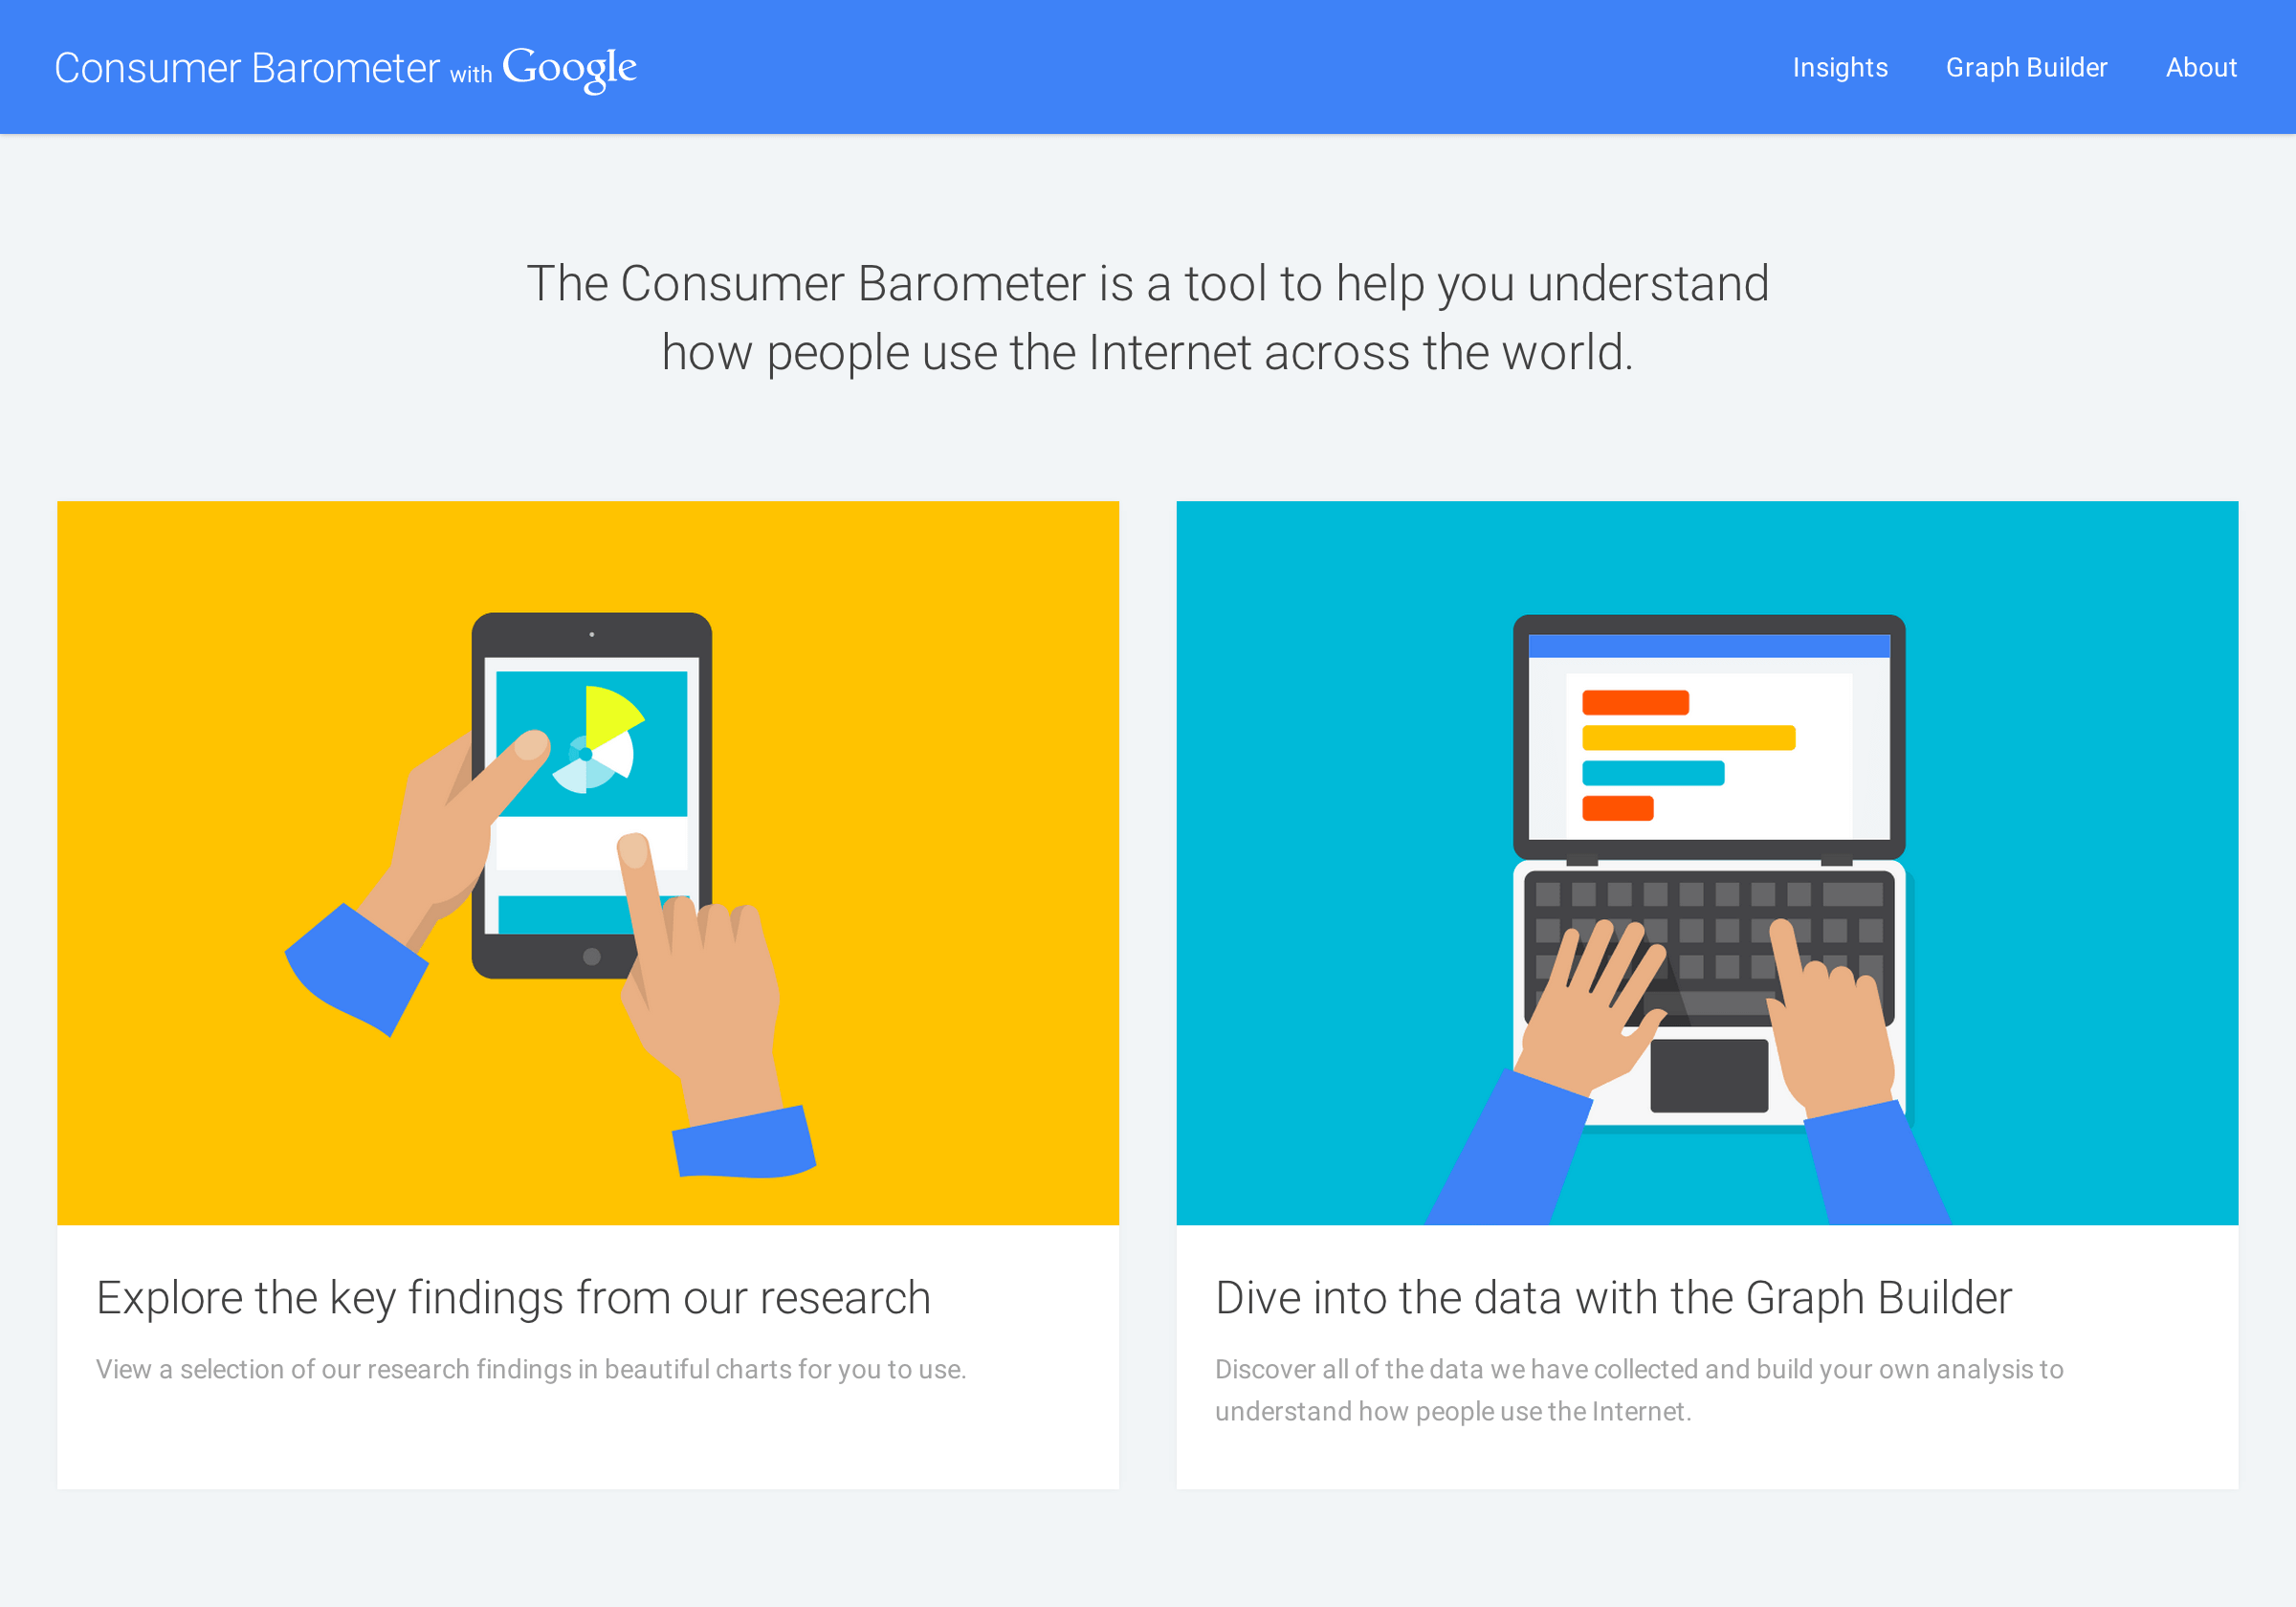 Consumer Barometer with Google
Insights
Graph Builder
About
The Consumer Barometer is a tool to help you understand
how people use the Internet across the world.
Explore the key findings from our research
View a selection of our research findings in beautiful charts for you to use.
Dive into the data with the Graph Builder
Discover all of the data we have collected and build your own analysis to
understand how people use the Internet.